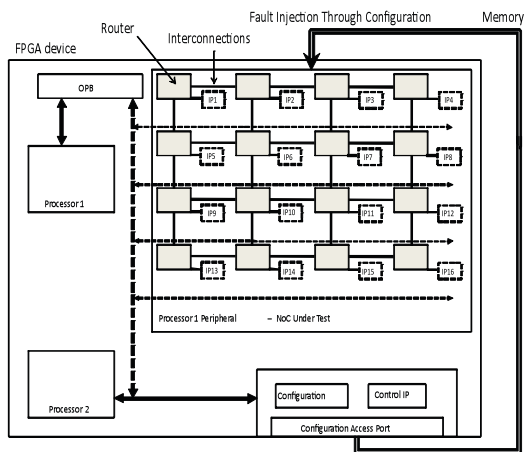 Fault Injection Through Configuration Memory
Router
Interconnections
FPGA device
OPB
IP1 IP2 IP3 IP4
IP5 IP6 IP7 IP8
Processor 1
IP9 IP10 IP11 IP12
IP13 IP14 IP15 IP16
Processor 1 Peripheral – NoC Under Test
Processor 2
Configuration Control IP
Configuration Access Port